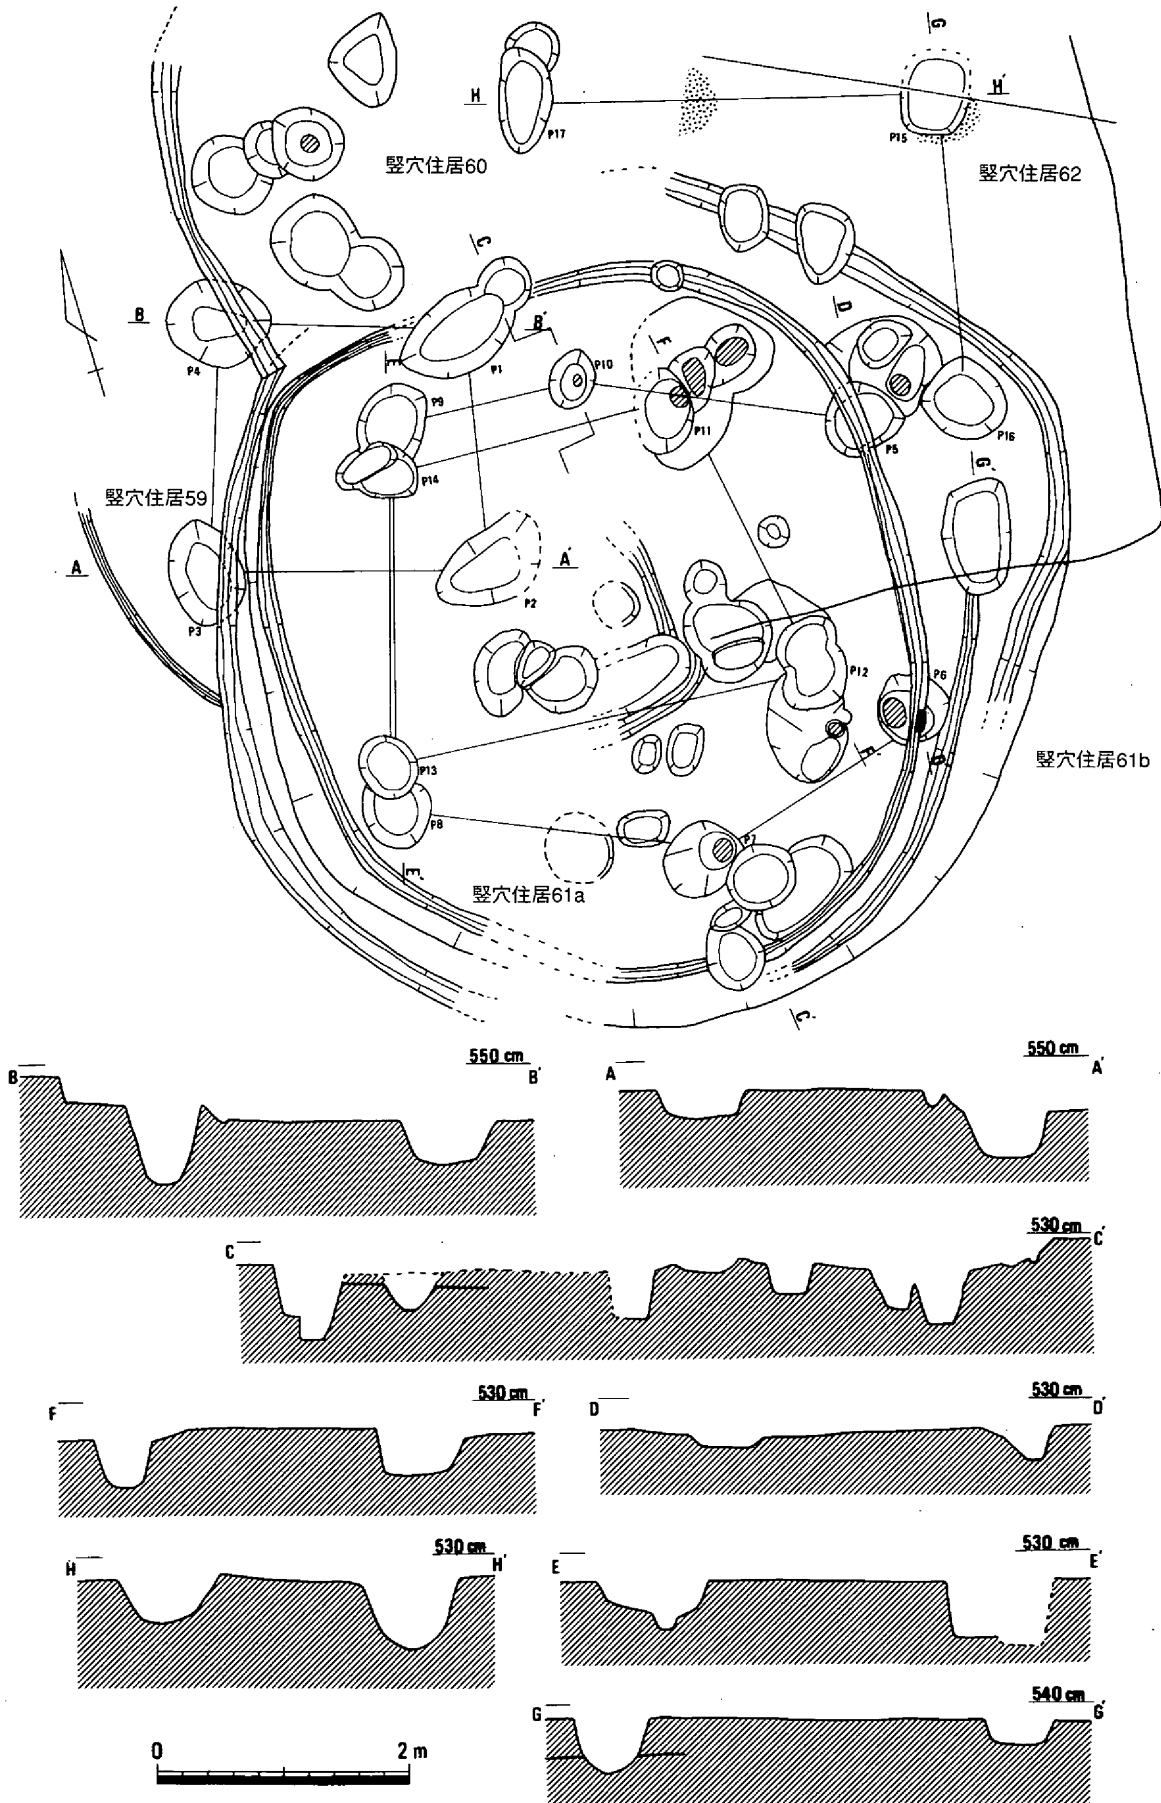 G
H
H'
P17
P15
竪穴住居60
竪穴住居62
C
B
B'
D
F
E
P4
P1
P10
P9
P11
P5
P16
P14
G'
竪穴住居59
A
A'
P3
P2
P12
P6
P13
F'
D'
竪穴住居61b
P8
P7
E'
竪穴住居61a
C'
B 550 cm B'
A 550 cm A'
C 530 cm C'
F 530 cm F'
D 530 cm D'
H 530 cm H'
E 530 cm E'
G 540 cm G'
0 2 m